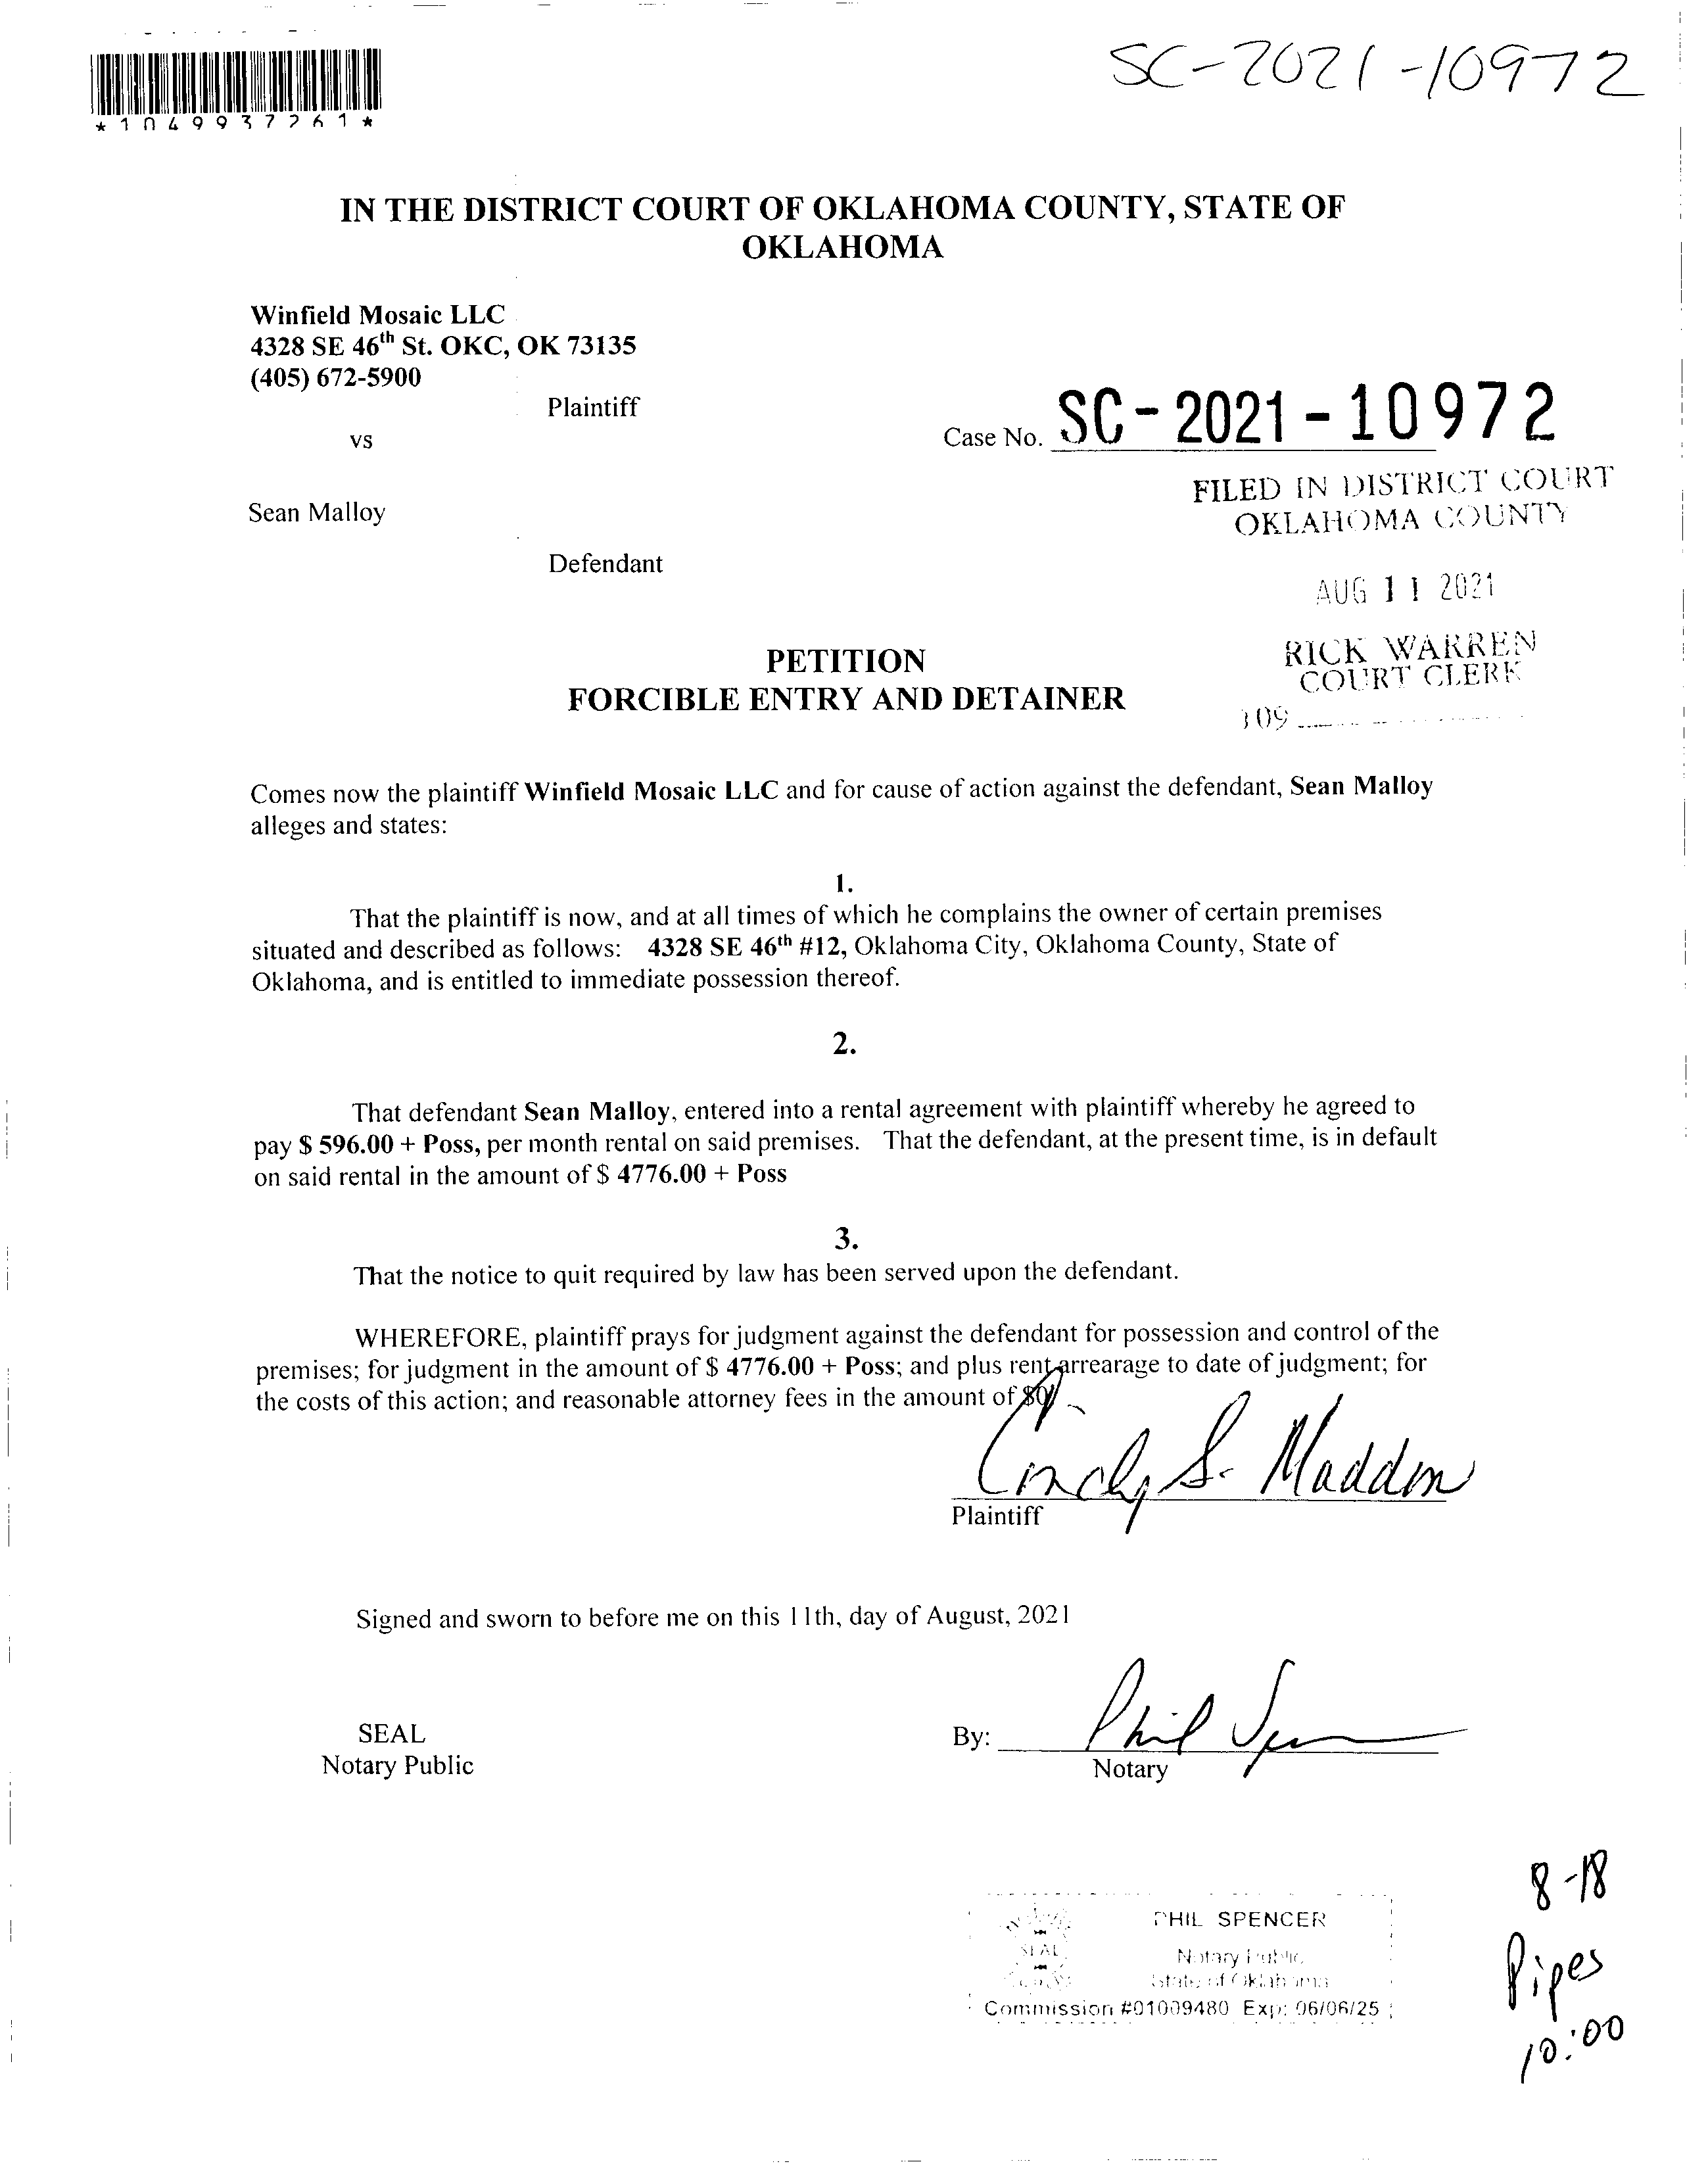 SC-2021-10972
*1049937261*
IN THE DISTRICT COURT OF OKLAHOMA COUNTY, STATE OF
OKLAHOMA
Winfield Mosaic LLC
4328 SE 46th St. OKC, OK 73135
(405) 672-5900
Plaintiff
vs
Case No. SC-2021-10972
FILED IN DISTRICT COURT
OKLAHOMA COUNTY
Sean Malloy
Defendant
AUG 11 2021
RICK WARREN
COURT CLERK
109
PETITION
FORCIBLE ENTRY AND DETAINER
Comes now the plaintiff Winfield Mosaic LLC and for cause of action against the defendant, Sean Malloy
alleges and states:
1.
That the plaintiff is now, and at all times of which he complains the owner of certain premises
situated and described as follows: 4328 SE 46th #12, Oklahoma City, Oklahoma County, State of
Oklahoma, and is entitled to immediate possession thereof.
2.
That defendant Sean Malloy, entered into a rental agreement with plaintiff whereby he agreed to
pay $ 596.00 + Poss, per month rental on said premises. That the defendant, at the present time, is in default
on said rental in the amount of $ 4776.00 + Poss
3.
That the notice to quit required by law has been served upon the defendant.
WHEREFORE, plaintiff prays for judgment against the defendant for possession and control of the
premises; for judgment in the amount of $ 4776.00 + Poss; and plus rent arrearage to date of judgment; for
the costs of this action; and reasonable attorney fees in the amount of $0
Cindy S. Madden
Plaintiff
Signed and sworn to before me on this 11th, day of August, 2021
SEAL
Notary Public
By: Phil Spencer
Notary
PHIL SPENCER
SEAL
Notary Public
State of Oklahoma
Commission #01009480 Exp: 06/06/25
8-18
Pipes
10:00